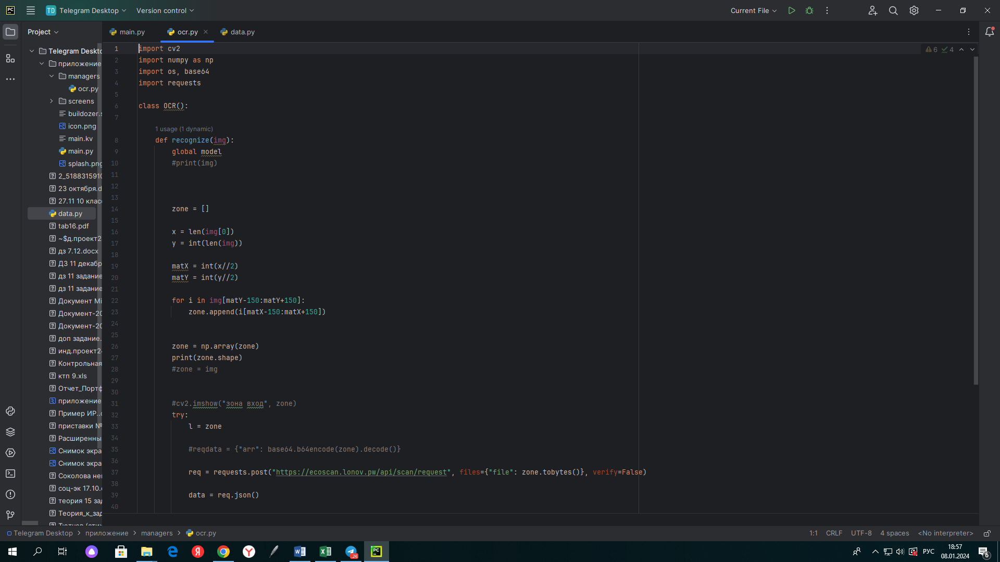 PC
TD Telegram Desktop
Version control
Current File
Project
main.py
ocr.py
data.py
Telegram Deskto
приложение
managers
ocr.py
screens
buildozer.s
icon.png
main.kv
main.py
splash.png
2_518831591
23 октября.d
27.11 10 клас
data.py
tab16.pdf
~$д.проект2
дз 7.12.docx
ДЗ 11 декабр
дз 11 задание
дз 11 задание
Документ Mi
Документ-20
Документ-20
доп задание.
инд.проект2
Контрольная
ктп 9.xls
Отчет_Портф
приложение
Пример ИР..
приставки №
Расширенны
Снимок экра
Снимок экра
Соколова не
соц-эк 17.10.
теория 15 зад
Теория_к_зад
1 import cv2
2 import numpy as np
3 import os, base64
4 import requests
5
6 class OCR():
7
1 usage (1 dynamic)
8 def recognize(img):
9 global model
10 #print(img)
11
12
13
14 zone = []
15
16 x = len(img[0])
17 y = int(len(img))
18
19 matX = int(x//2)
20 matY = int(y//2)
21
22 for i in img[matY-150:matY+150]:
23 zone.append(i[matX-150:matX+150])
24
25
26 zone = np.array(zone)
27 print(zone.shape)
28 #zone = img
29
30
31 #cv2.imshow("зона вход", zone)
32 try:
33 l = zone
34
35 #reqdata = {"arr": base64.b64encode(zone).decode()}
36
37 req = requests.post("https://ecoscan.lonov.pw/api/scan/request", files={"file": zone.tobytes()}, verify=False)
38
39 data = req.json()
40
6 4
Telegram Desktop > приложение > managers > ocr.py
1:1 CRLF UTF-8 4 spaces <No interpreter>
26
PC
РУС
18:57
08.01.2024
6